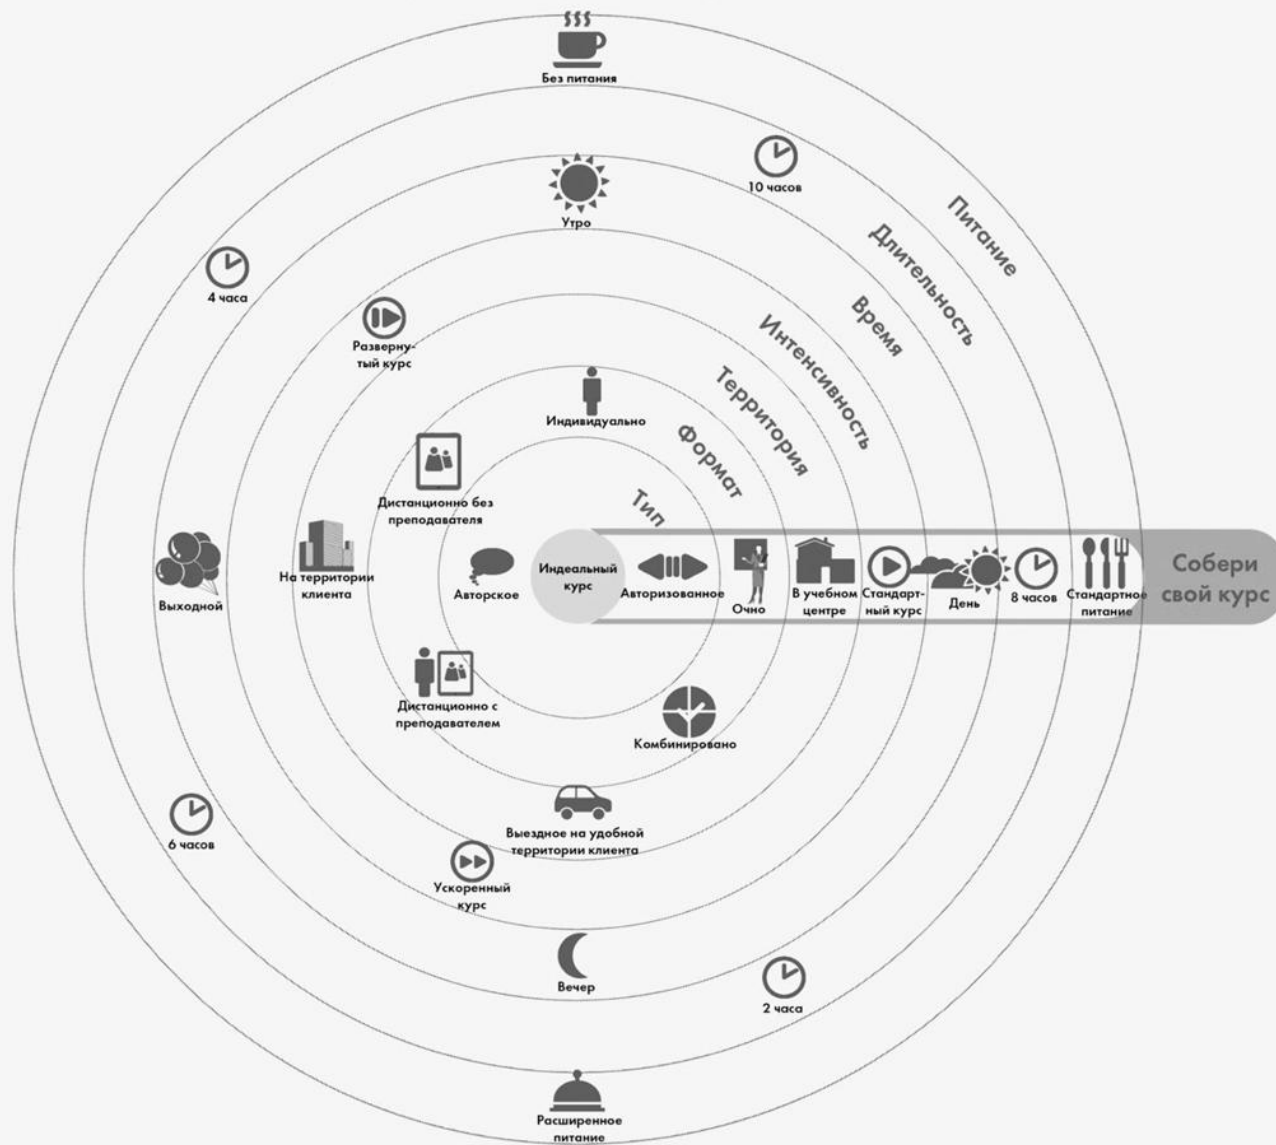 Без питания
10 часов
Питание
Длительность
Утро
Время
4 часа
Интенсивность
Разверну-
тый курс
Территория
Индивидуально
Формат
Дистанционно без
преподавателя
Тип
Выходной
На территории
клиента
Авторское
Индеальный
курс
Авторизованное
Очно
В учебном
центре
Стандарт-
ный курс
День
8 часов
Стандартное
питание
Собери
свой курс
Дистанционно с
преподавателем
Комбинировано
6 часов
Выездное на удобной
территории клиента
Ускоренный
курс
Вечер
2 часа
Расширенное
питание